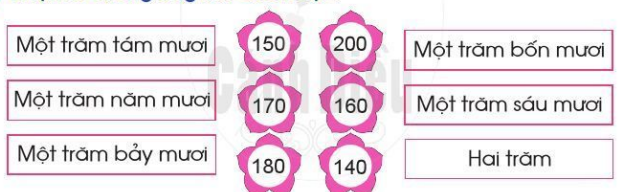 Một trăm tám mươi
150
200
Một trăm bốn mươi
Một trăm năm mươi
170
160
Một trăm sáu mươi
Một trăm bảy mươi
180
140
Hai trăm